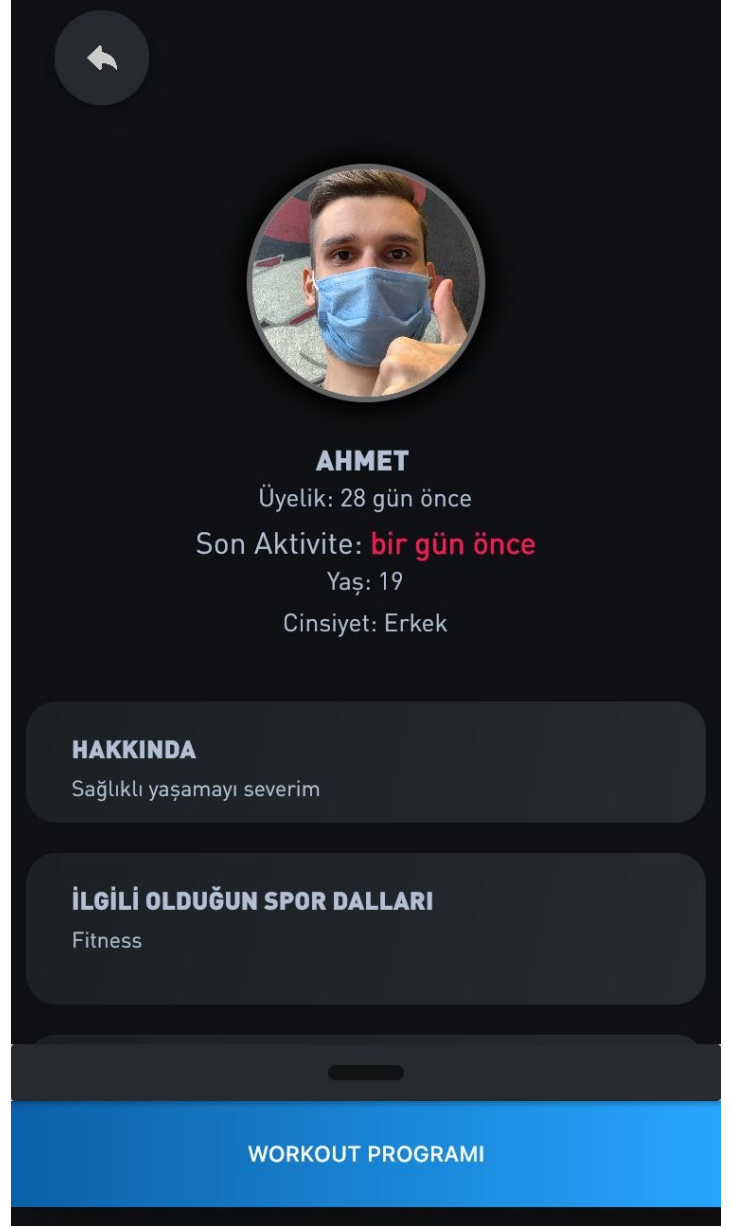 AHMET
Üyelik: 28 gün önce
Son Aktivite: bir gün önce
Yaş: 19
Cinsiyet: Erkek
HAKKINDA
Sağlıklı yaşamayı severim
İLGİLİ OLDUĞUN SPOR DALLARI
Fitness
WORKOUT PROGRAMI